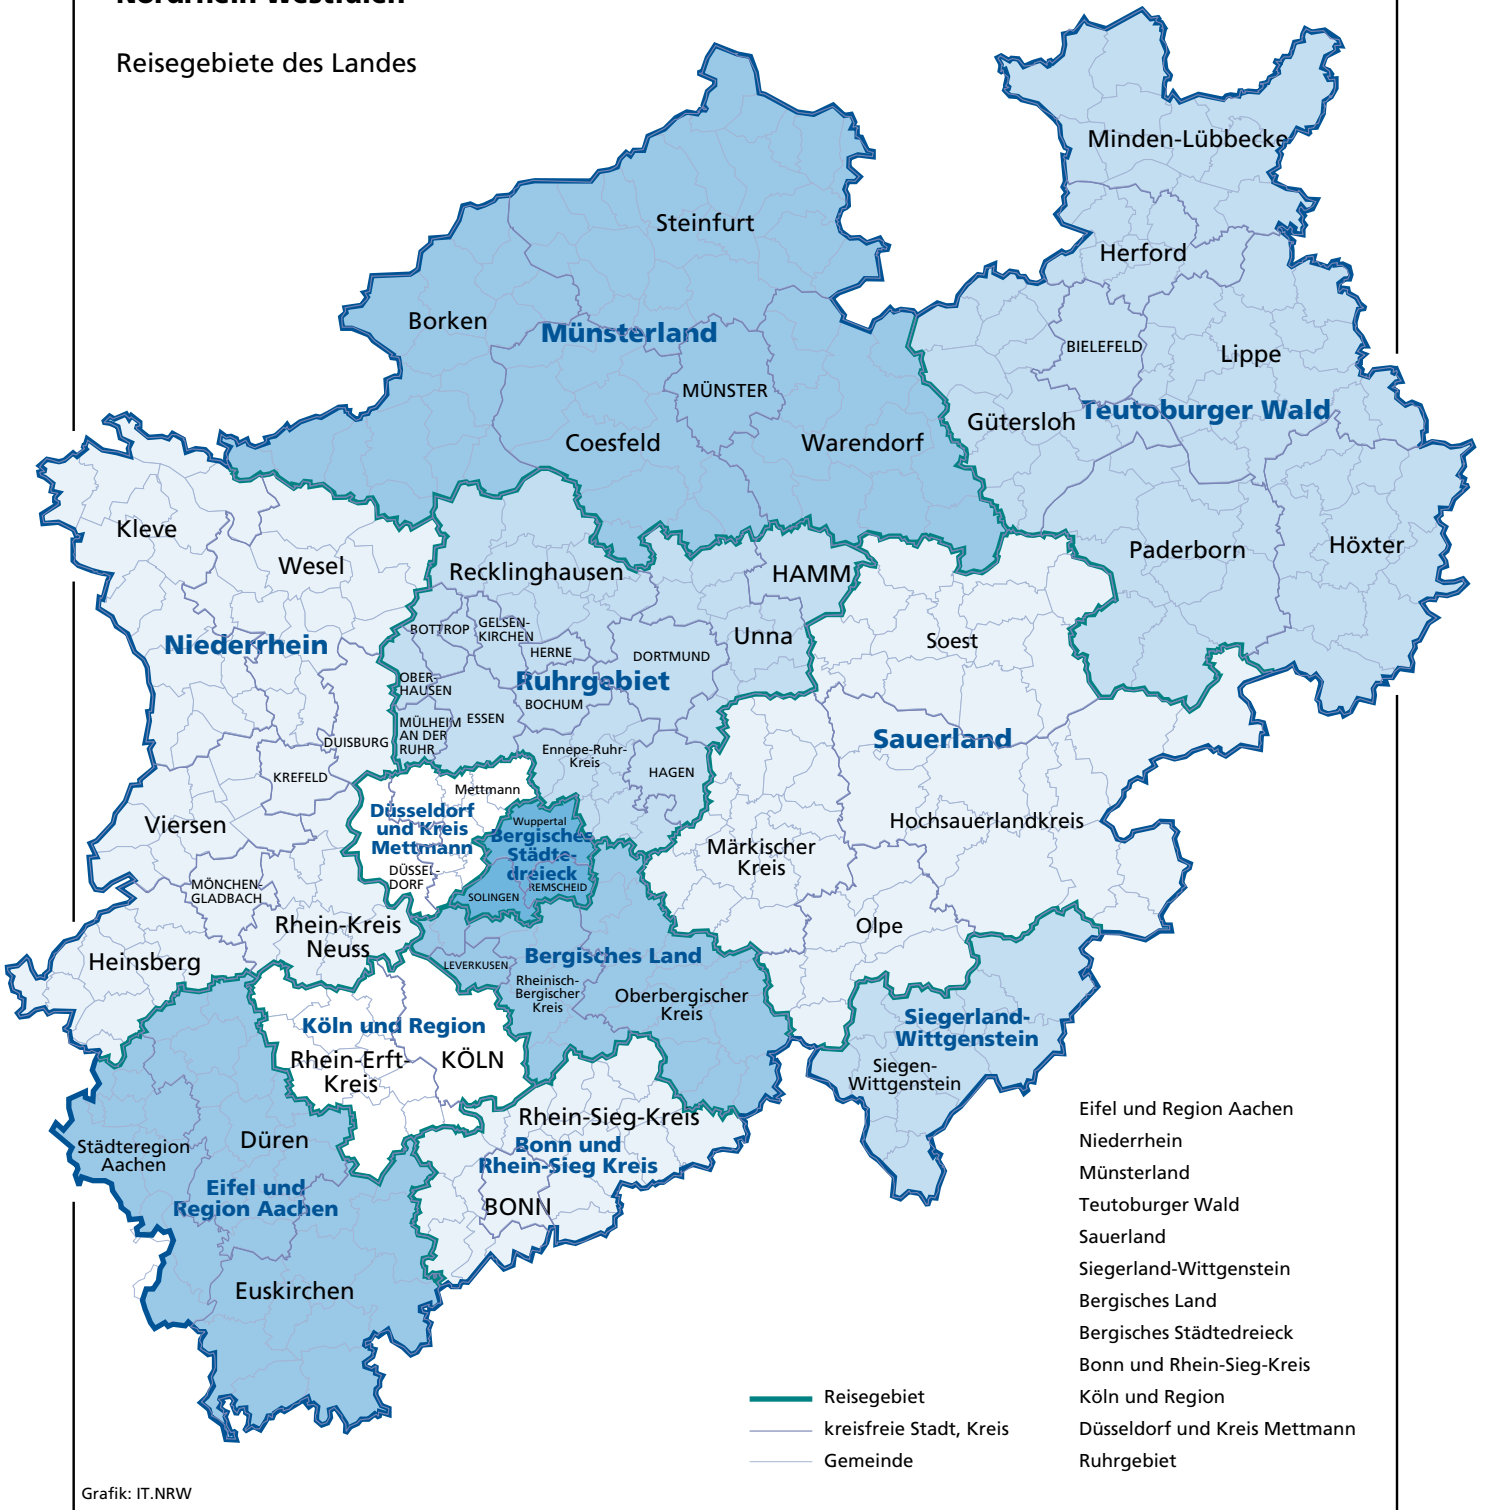 Nordrhein-Westfalen
Reisegebiete des Landes
Minden-Lübbecke
Steinfurt
Herford
Borken
Münsterland
BIELEFELD
Lippe
MÜNSTER
Teutoburger Wald
Gütersloh
Coesfeld
Warendorf
Kleve
Wesel
Recklinghausen
HAMM
Paderborn
Höxter
BOTTROP
GELSEN-
KIRCHEN
Niederrhein
HERNE
DORTMUND
Unna
Soest
OBER-
HAUSEN
Ruhrgebiet
BOCHUM
MÜLHEIM
AN DER
RUHR
ESSEN
DUISBURG
Sauerland
Ennepe-Ruhr-
Kreis
HAGEN
KREFELD
Mettmann
Düsseldorf
und Kreis
Mettmann
Viersen
Wuppertal
Bergisches
Städte-
dreieck
Hochsauerlandkreis
Märkischer
Kreis
DÜSSEL-
DORF
MÖNCHEN-
GLADBACH
REMSCHEID
SOLINGEN
Rhein-Kreis
Neuss
Olpe
Heinsberg
Bergisches Land
LEVERKUSEN
Rheinisch-
Bergischer
Kreis
Oberbergischer
Kreis
Köln und Region
Siegerland-
Wittgenstein
Rhein-Erft-
Kreis
KÖLN
Siegen-
Wittgenstein
Rhein-Sieg-Kreis
Bonn und
Rhein-Sieg Kreis
Städteregion
Aachen
Düren
Eifel und
Region Aachen
BONN
Euskirchen
Eifel und Region Aachen
Niederrhein
Münsterland
Teutoburger Wald
Sauerland
Siegerland-Wittgenstein
Bergisches Land
Bergisches Städtedreieck
Bonn und Rhein-Sieg-Kreis
Köln und Region
Düsseldorf und Kreis Mettmann
Ruhrgebiet
Reisegebiet
kreisfreie Stadt, Kreis
Gemeinde
Grafik: IT.NRW